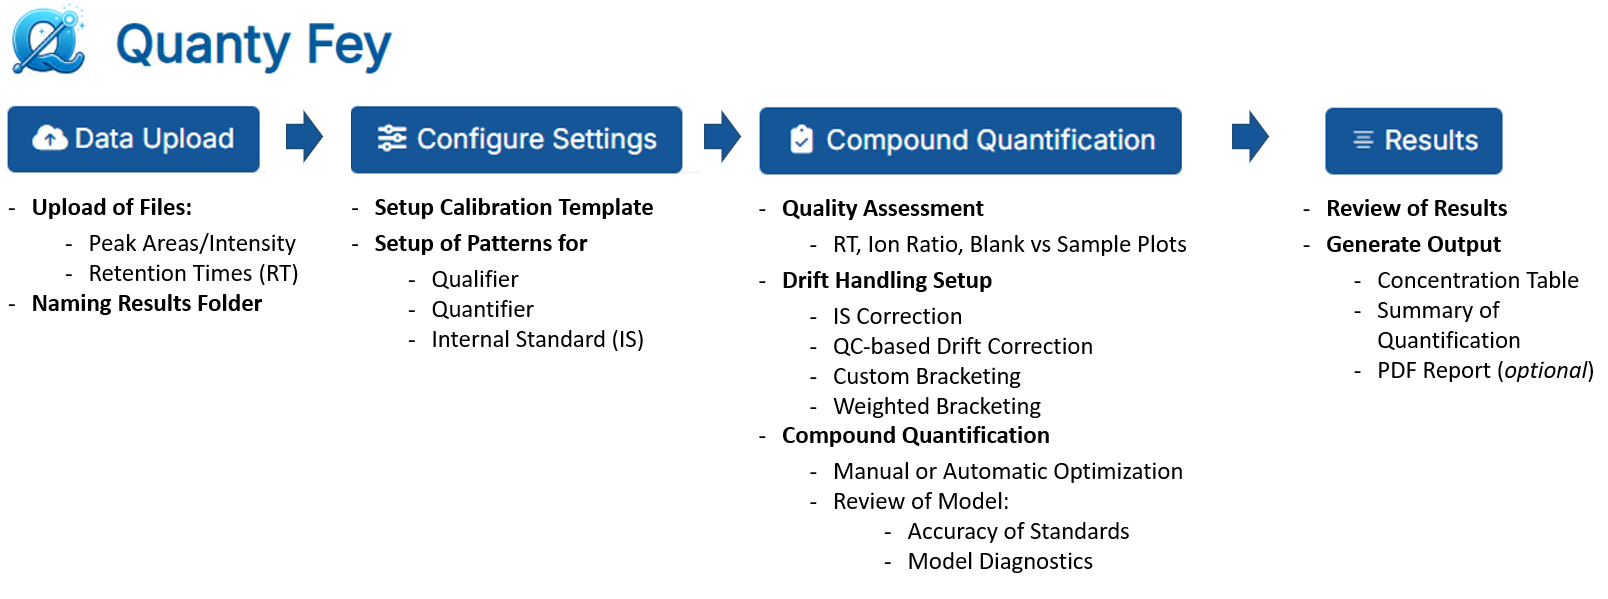 Quanty Fey
Data Upload
- Upload of Files:
- Peak Areas/Intensity
- Retention Times (RT)
- Naming Results Folder
Configure Settings
- Setup Calibration Template
- Setup of Patterns for
- Qualifier
- Quantifier
- Internal Standard (IS)
Compound Quantification
- Quality Assessment
- RT, Ion Ratio, Blank vs Sample Plots
- Drift Handling Setup
- IS Correction
- QC-based Drift Correction
- Custom Bracketing
- Weighted Bracketing
- Compound Quantification
- Manual or Automatic Optimization
- Review of Model:
- Accuracy of Standards
- Model Diagnostics
Results
- Review of Results
- Generate Output
- Concentration Table
- Summary of
Quantification
- PDF Report (optional)